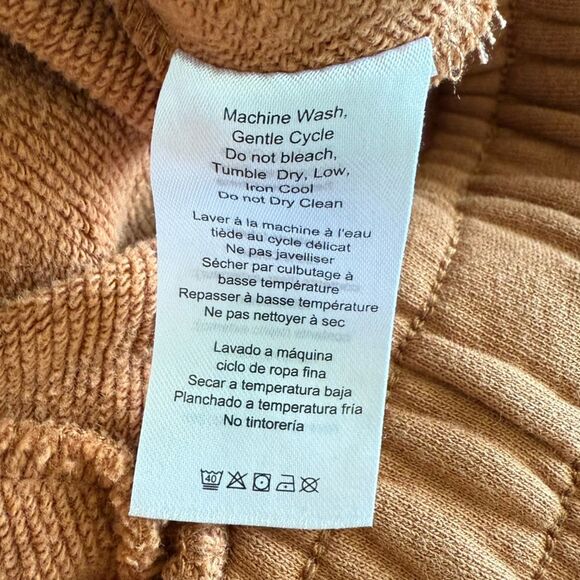 Machine Wash,
Gentle Cycle
Do not bleach,
Tumble Dry, Low,
Iron Cool
Do not Dry Clean
Laver à la machine à l'eau
tiède au cycle délicat
Ne pas javelliser
Sécher par culbutage à
basse température
Repasser à basse température
Ne pas nettoyer à sec
Lavado a máquina
ciclo de ropa fina
Secar a temperatura baja
Planchado a temperatura fría
No tintorería
40